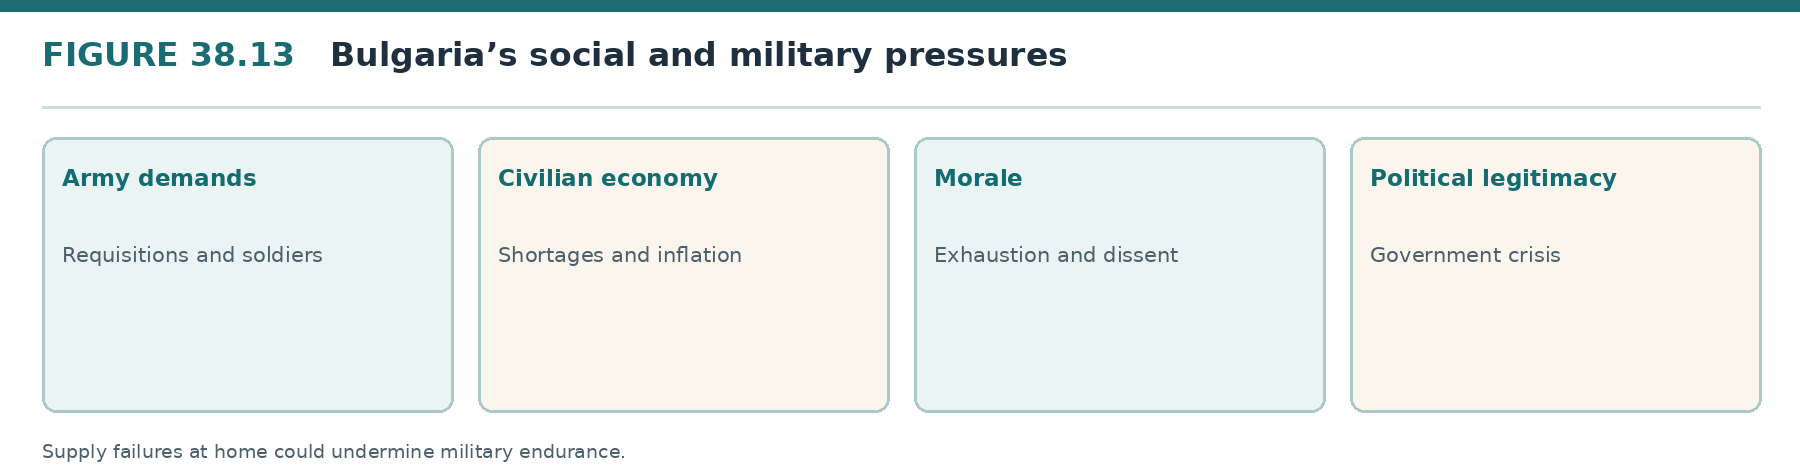 FIGURE 38.13 Bulgaria’s social and military pressures
Army demands
Requisitions and soldiers
Civilian economy
Shortages and inflation
Morale
Exhaustion and dissent
Political legitimacy
Government crisis
Supply failures at home could undermine military endurance.